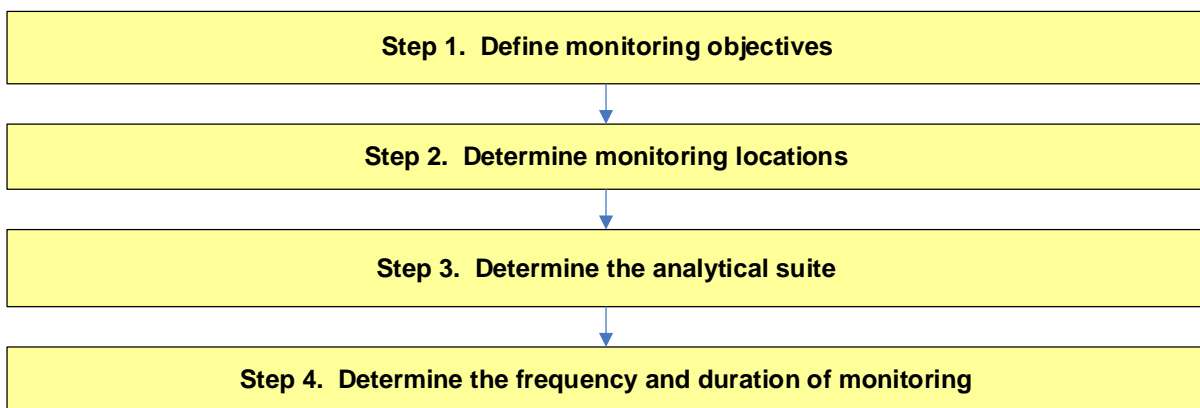 Step 1.  Define monitoring objectives
Step 2.  Determine monitoring locations
Step 3.  Determine the analytical suite
Step 4.  Determine the frequency and duration of monitoring